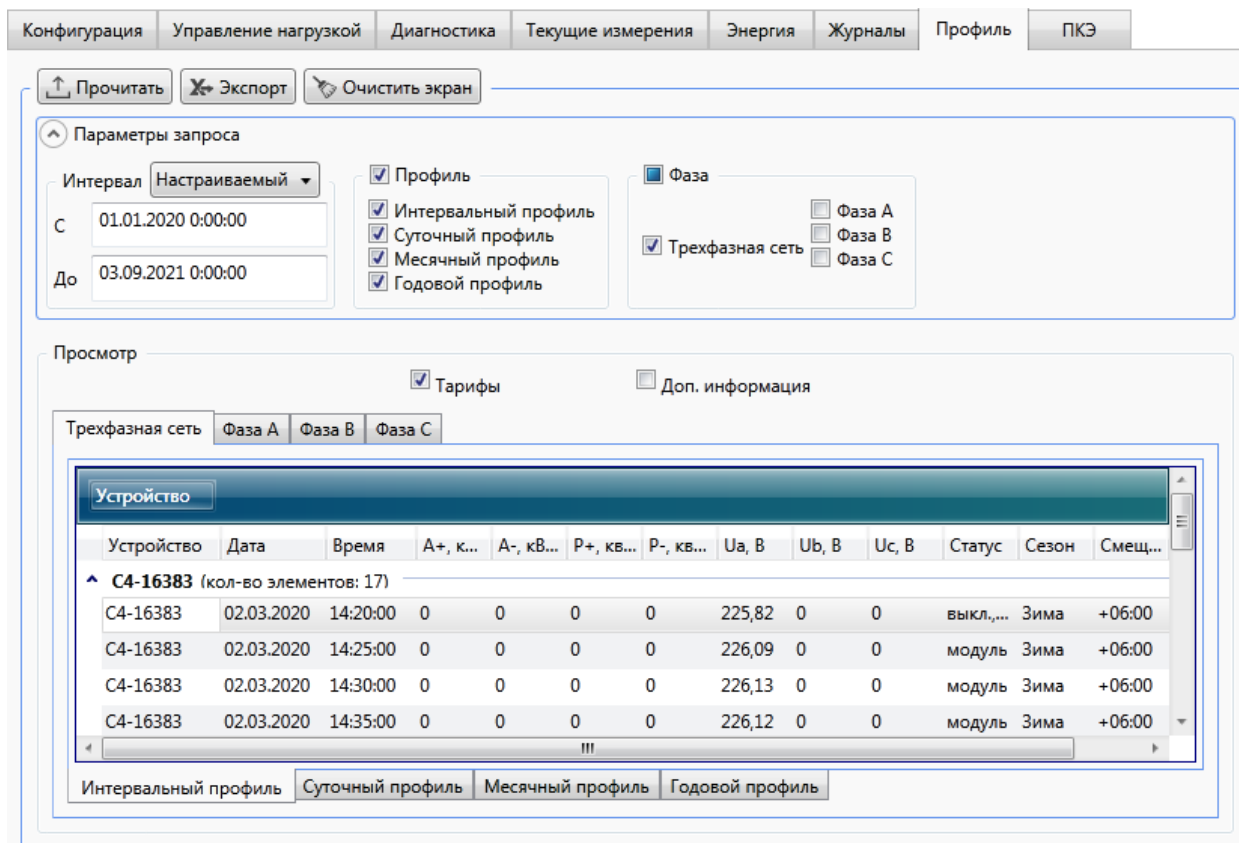 Конфигурация Управление нагрузкой Диагностика Текущие измерения Энергия Журналы Профиль ПКЭ
Прочитать Экспорт Очистить экран
Параметры запроса
Интервал Настраиваемый
С 01.01.2020 0:00:00
До 03.09.2021 0:00:00
Профиль
Интервальный профиль
Суточный профиль
Месячный профиль
Годовой профиль
Фаза
Трехфазная сеть
Фаза A
Фаза B
Фаза C
Просмотр
Тарифы Доп. информация
Трехфазная сеть Фаза A Фаза B Фаза C
Устройство
Устройство Дата Время A+, к... A-, кВ... P+, кв... P-, кв... Ua, В Ub, В Uc, В Статус Сезон Смещ...
C4-16383 (кол-во элементов: 17)
C4-16383 02.03.2020 14:20:00 0 0 0 0 225,82 0 0 выкл.,... Зима +06:00
C4-16383 02.03.2020 14:25:00 0 0 0 0 226,09 0 0 модуль Зима +06:00
C4-16383 02.03.2020 14:30:00 0 0 0 0 226,13 0 0 модуль Зима +06:00
C4-16383 02.03.2020 14:35:00 0 0 0 0 226,12 0 0 модуль Зима +06:00
Интервальный профиль Суточный профиль Месячный профиль Годовой профиль